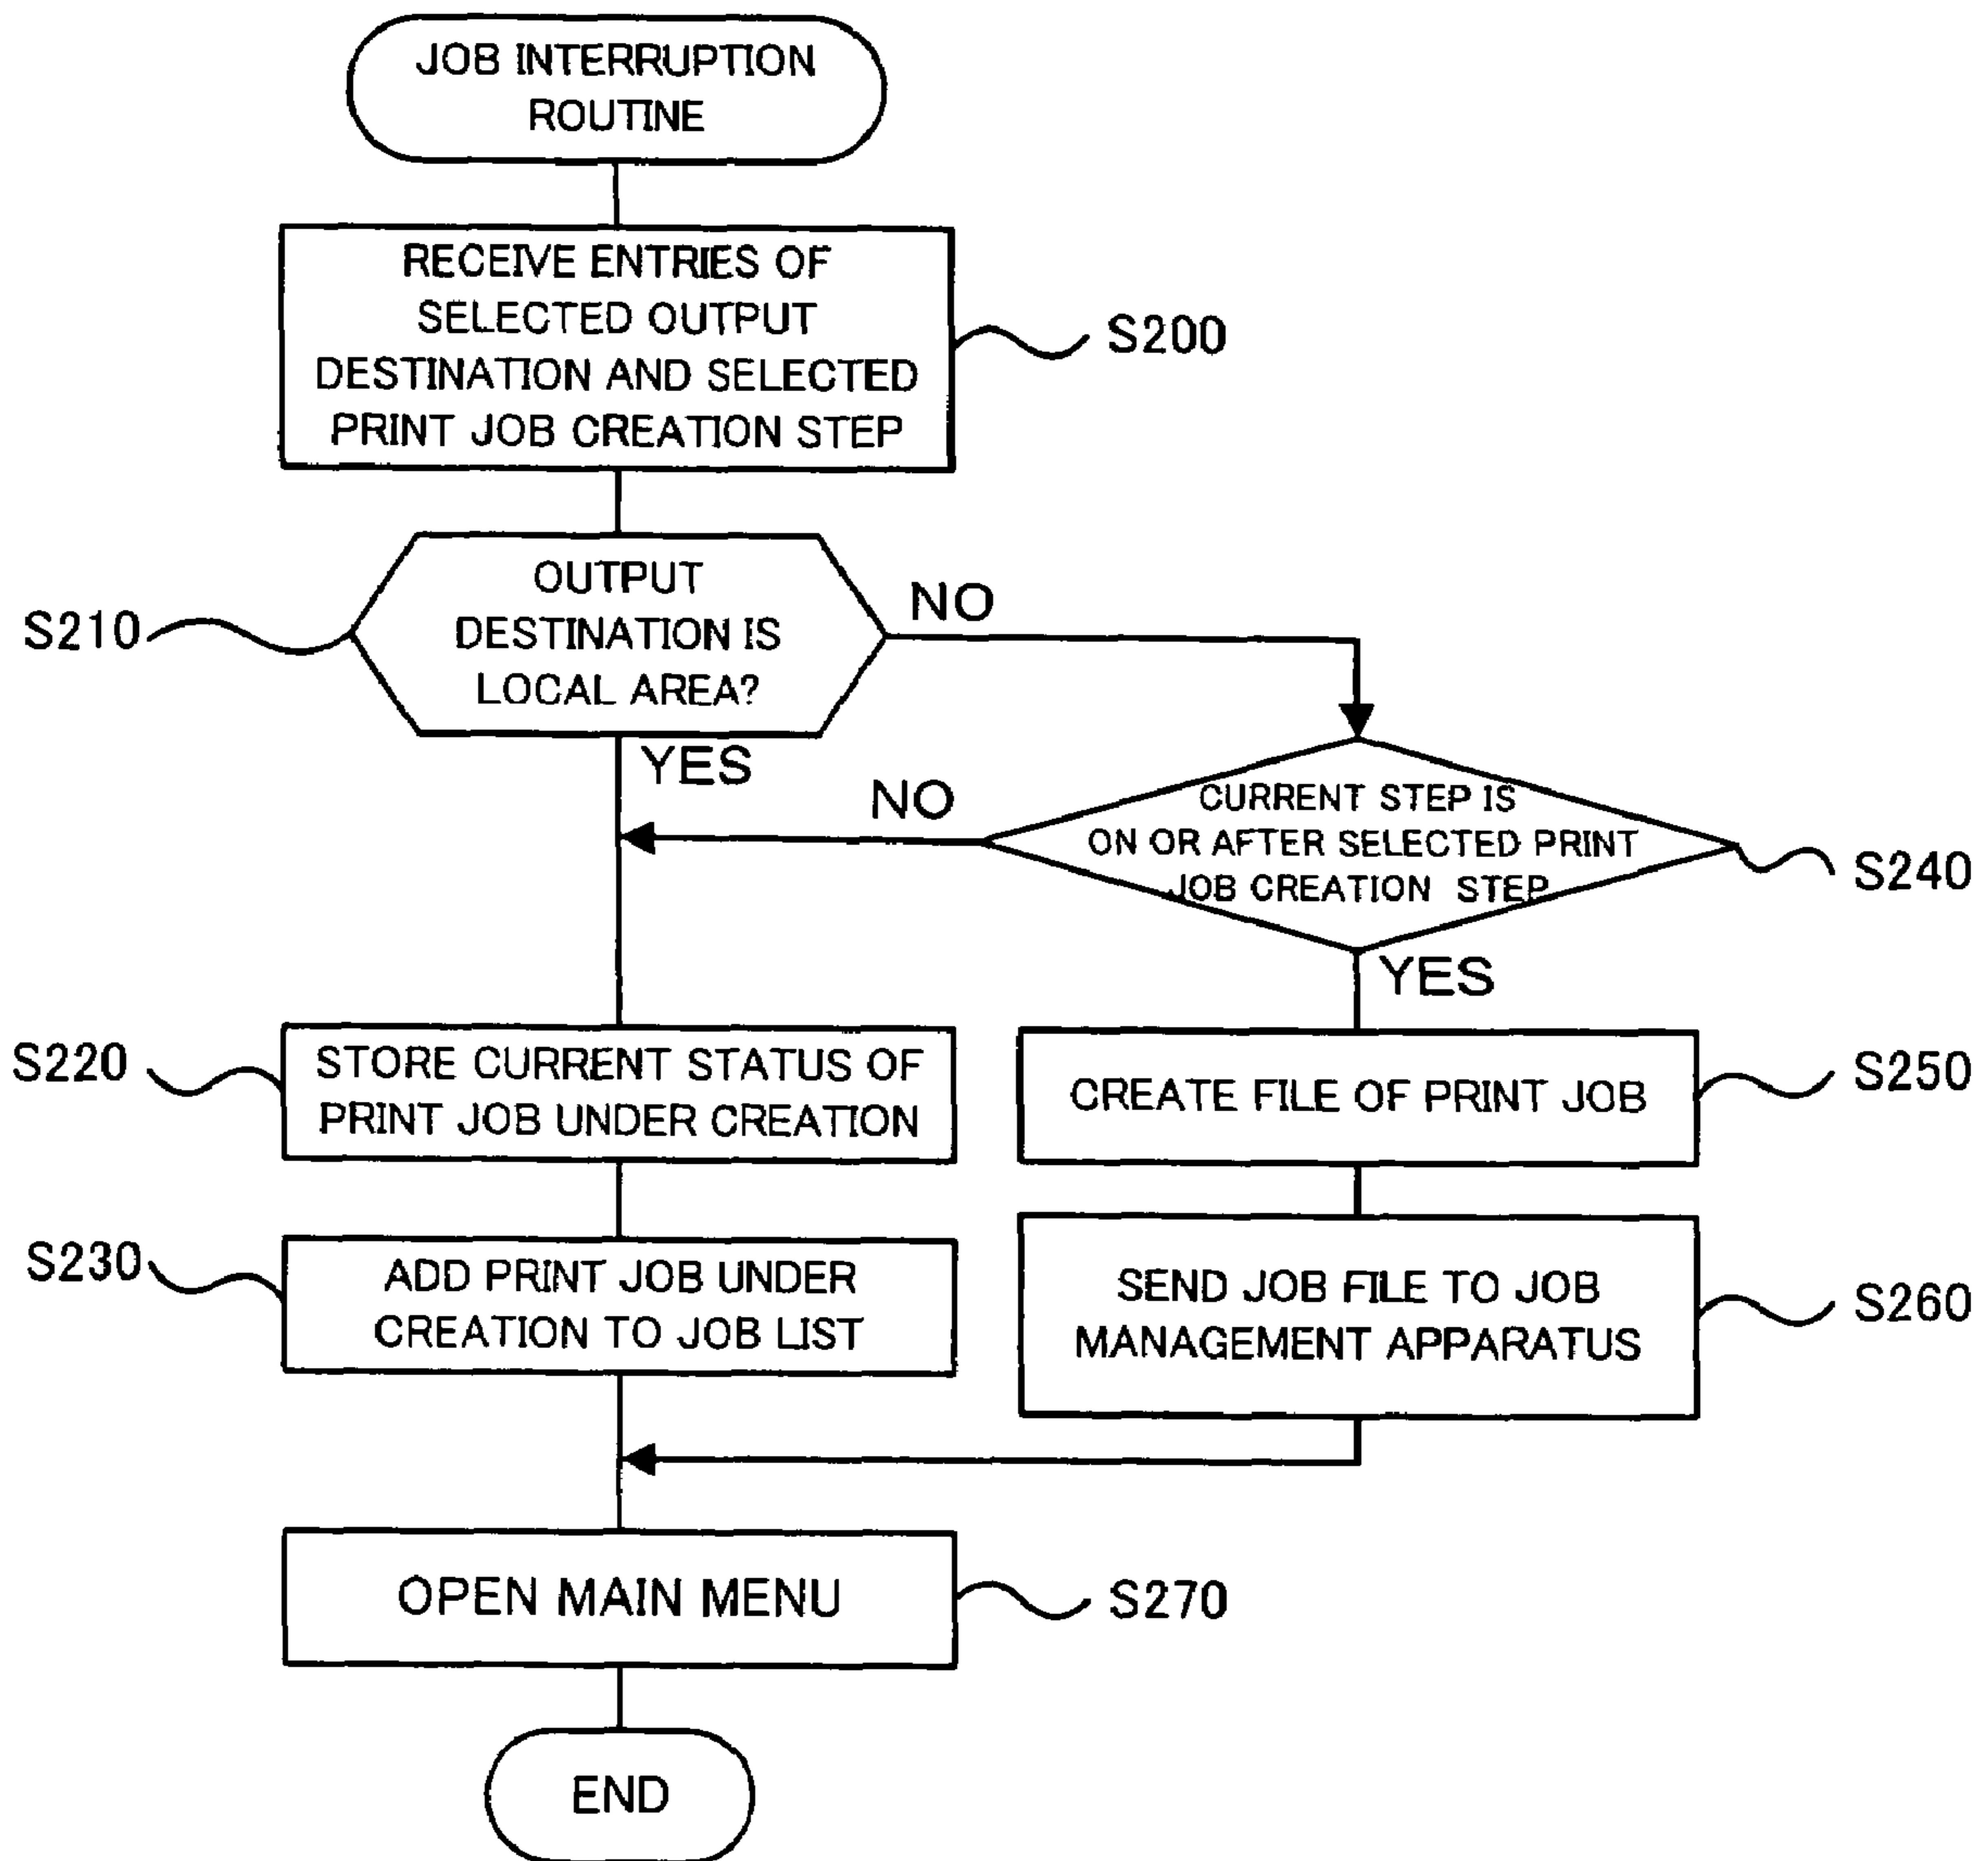 JOB INTERRUPTION
ROUTINE
RECEIVE ENTRIES OF
SELECTED OUTPUT
DESTINATION AND SELECTED
PRINT JOB CREATION STEP
S200
OUTPUT
DESTINATION IS
LOCAL AREA?
S210
NO
YES
CURRENT STEP IS
ON OR AFTER SELECTED PRINT
JOB CREATION STEP
S240
NO
YES
S220
STORE CURRENT STATUS OF
PRINT JOB UNDER CREATION
CREATE FILE OF PRINT JOB
S250
S230
ADD PRINT JOB UNDER
CREATION TO JOB LIST
SEND JOB FILE TO JOB
MANAGEMENT APPARATUS
S260
OPEN MAIN MENU
S270
END